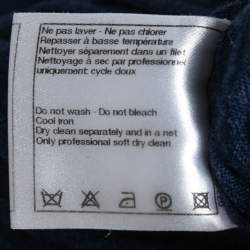 Ne pas laver - Ne pas chlorer
Repasser à basse température
Nettoyer séparement dans un filet
Nettoyage à sec par professionnel
uniquement; cycle doux
Do not wash - Do not bleach
Cool iron
Dry clean separately and in a net
Only professional soft dry clean
P